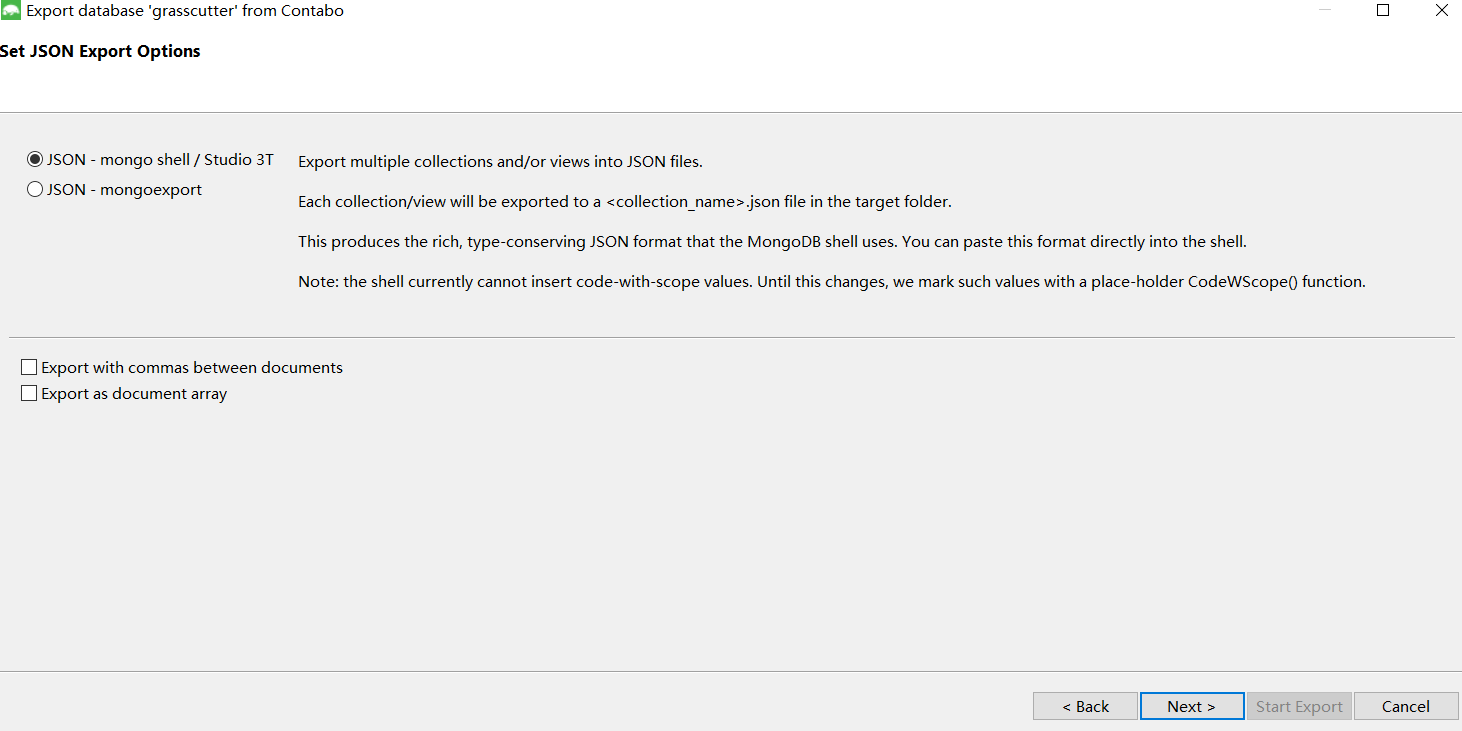 Export database 'grasscutter' from Contabo
Set JSON Export Options
JSON - mongo shell / Studio 3T
JSON - mongoexport
Export multiple collections and/or views into JSON files.
Each collection/view will be exported to a <collection_name>.json file in the target folder.
This produces the rich, type-conserving JSON format that the MongoDB shell uses. You can paste this format directly into the shell.
Note: the shell currently cannot insert code-with-scope values. Until this changes, we mark such values with a place-holder CodeWScope() function.
Export with commas between documents
Export as document array
< Back
Next >
Start Export
Cancel